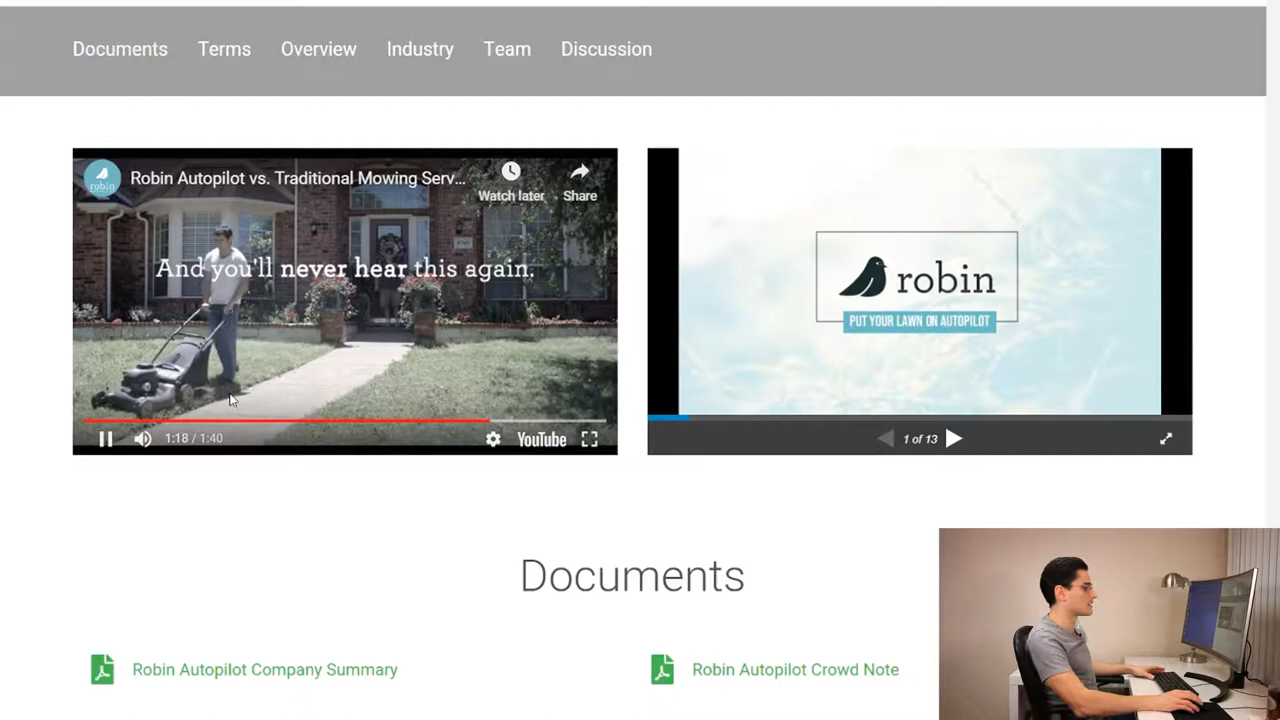 Documents Terms Overview Industry Team Discussion
robin
Robin Autopilot vs. Traditional Mowing Serv...
Watch later
Share
And you'll never hear this again.
1:18 / 1:40
YouTube
robin
PUT YOUR LAWN ON AUTOPILOT
1 of 13
Documents
Robin Autopilot Company Summary
Robin Autopilot Crowd Note